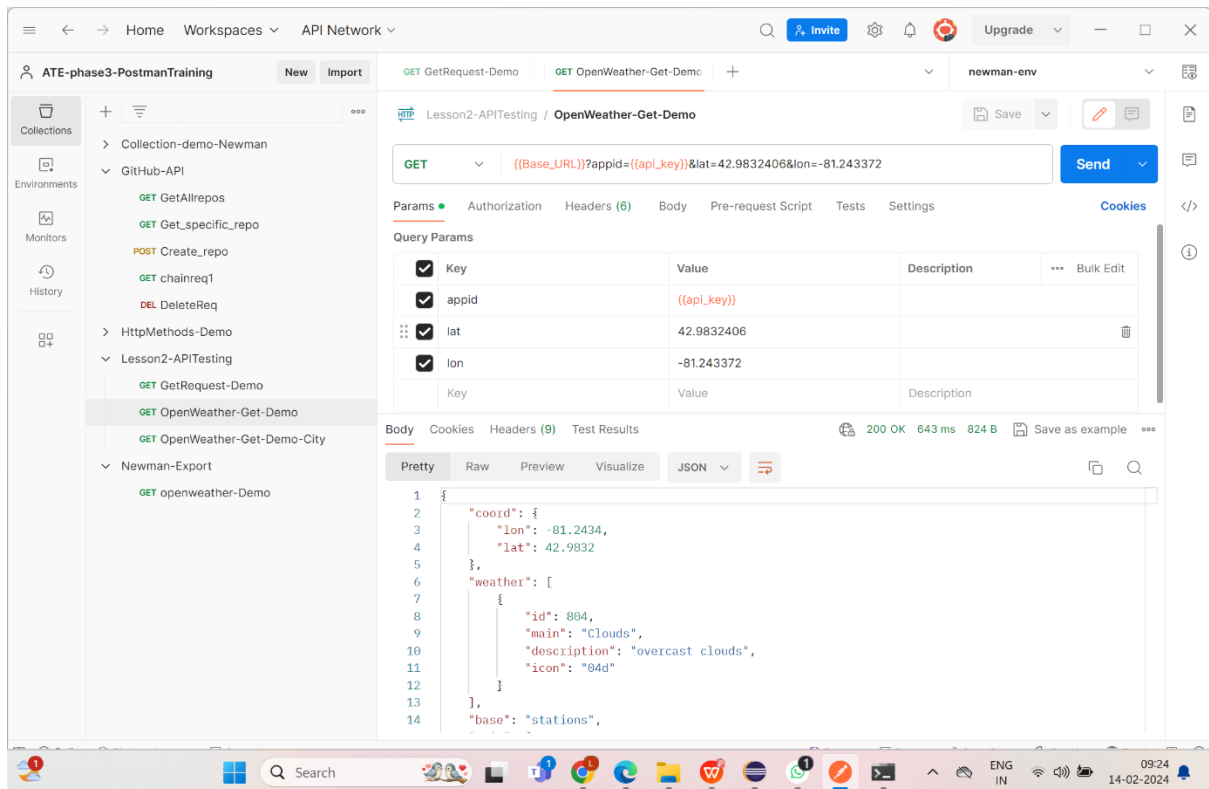 Home Workspaces API Network Invite Upgrade
ATE-phase3-PostmanTraining New Import GET GetRequest-Demo GET OpenWeather-Get-Demo newman-env
Collections
Environments
Monitors
History
Collection-demo-Newman
GitHub-API
GET GetAllrepos
GET Get_specific_repo
POST Create_repo
GET chainreq1
DEL DeleteReq
HttpMethods-Demo
Lesson2-APITesting
GET GetRequest-Demo
GET OpenWeather-Get-Demo
GET OpenWeather-Get-Demo-City
Newman-Export
GET openweather-Demo
HTTP Lesson2-APITesting / OpenWeather-Get-Demo Save
GET {{Base_URL}}?appid={{api_key}}&lat=42.9832406&lon=-81.243372 Send
Params Authorization Headers (6) Body Pre-request Script Tests Settings Cookies
Query Params
Key Value Description Bulk Edit
appid {{api_key}}
lat 42.9832406
lon -81.243372
Key Value Description
Body Cookies Headers (9) Test Results 200 OK 643 ms 824 B Save as example
Pretty Raw Preview Visualize JSON
1 {
2 "coord": {
3 "lon": -81.2434,
4 "lat": 42.9832
5 },
6 "weather": [
7 {
8 "id": 804,
9 "main": "Clouds",
10 "description": "overcast clouds",
11 "icon": "04d"
12 }
13 ],
14 "base": "stations",
1 Search 1 1 ENG 09:24
IN 14-02-2024